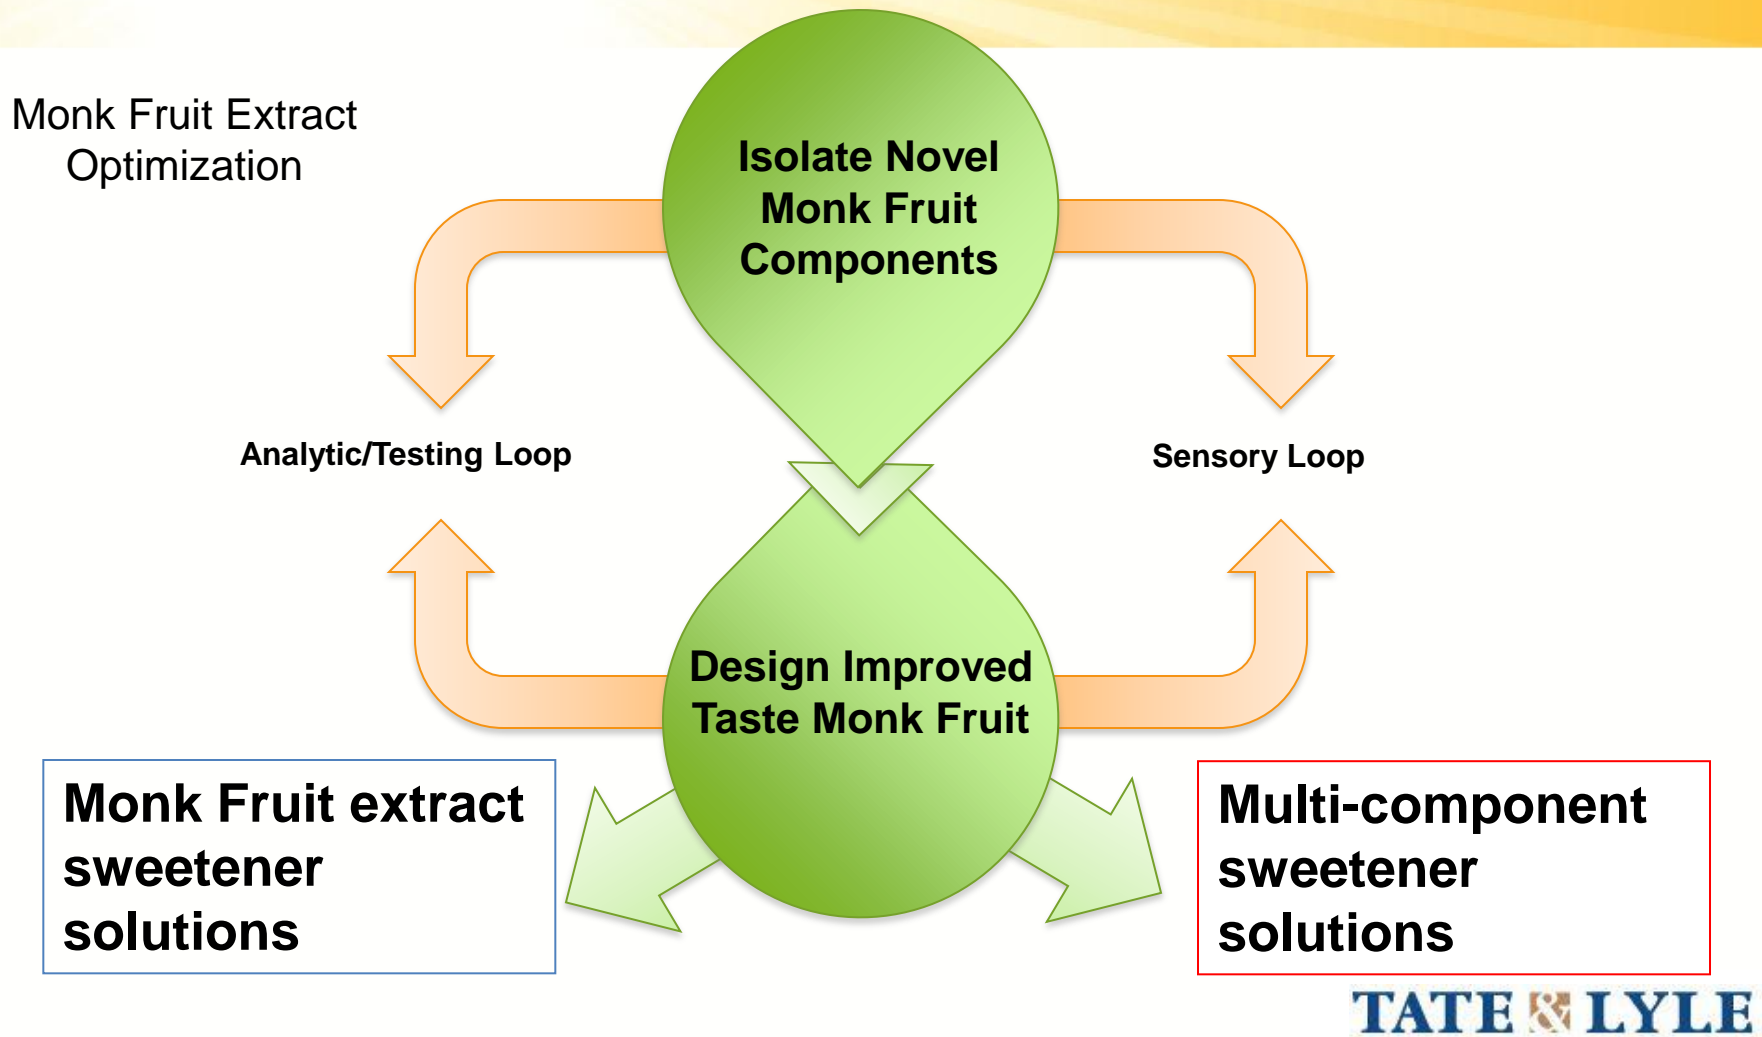 Monk Fruit Extract
Optimization
Isolate Novel
Monk Fruit
Components
Analytic/Testing Loop
Sensory Loop
Design Improved
Taste Monk Fruit
Monk Fruit extract
sweetener
solutions
Multi-component
sweetener
solutions
TATE & LYLE